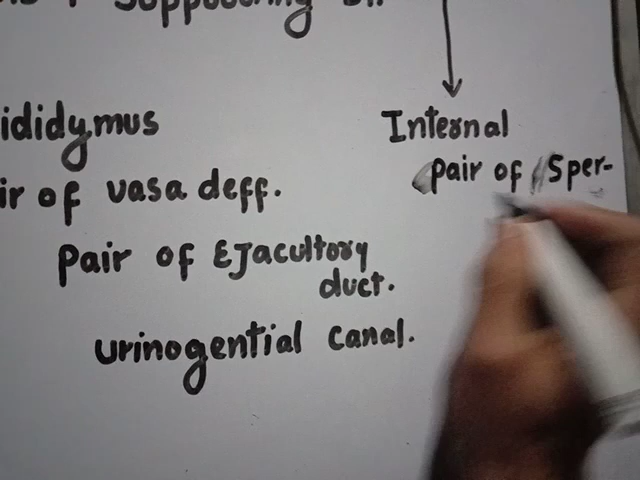 Supporting
ididymus
Internal
ir of vasa deff.
pair of Sper-
Pair of EJacultory
duct.
urinogential canal.